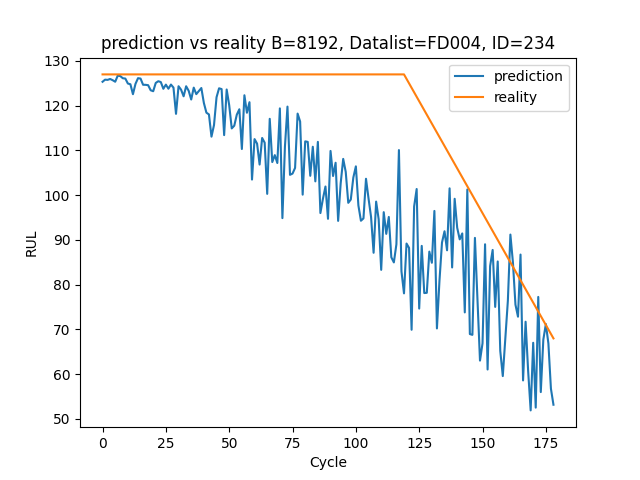 prediction vs reality B=8192, Datalist=FD004, ID=234
prediction
reality
RUL
130
120
110
100
90
80
70
60
50
0 25 50 75 100 125 150 175
Cycle